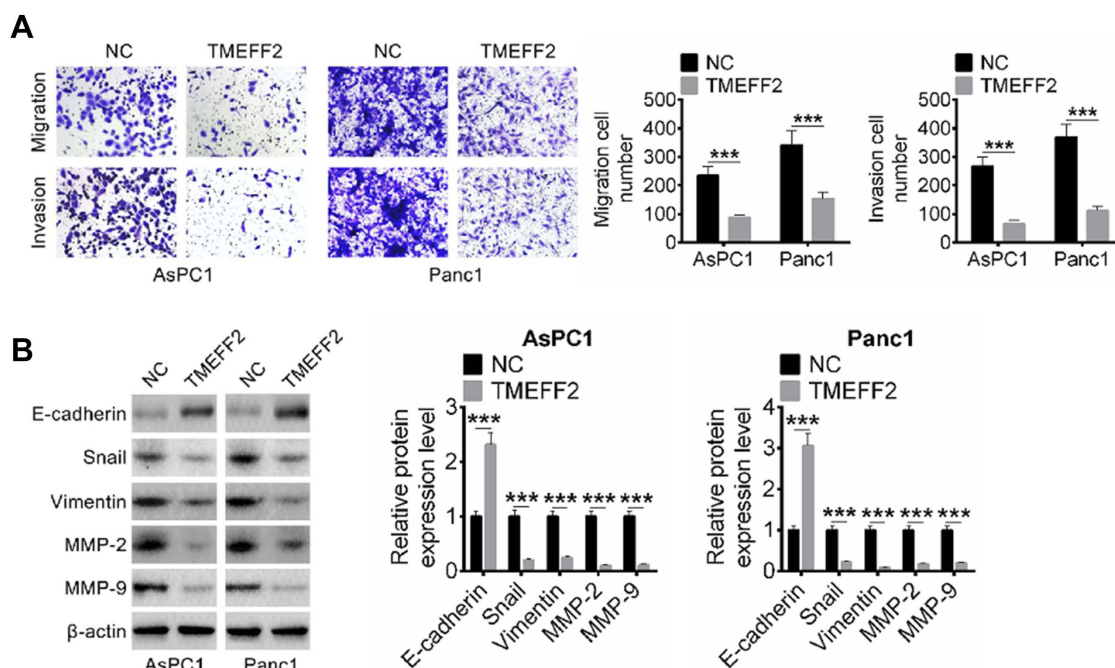 A
NC TMEFF2 NC TMEFF2
Migration
Invasion
AsPC1 Panc1
NC
TMEFF2
Migration cell
number
500
400
300
200
100
0
***
***
AsPC1 Panc1
NC
TMEFF2
Invasion cell
number
500
400
300
200
100
0
***
***
AsPC1 Panc1
B
NC TMEFF2 NC TMEFF2
E-cadherin
Snail
Vimentin
MMP-2
MMP-9
β-actin
AsPC1 Panc1
AsPC1
NC
TMEFF2
Relative protein
expression level
3
2
1
0
*** *** *** *** ***
E-cadherin
Snail
Vimentin
MMP-2
MMP-9
Panc1
NC
TMEFF2
Relative protein
expression level
4
3
2
1
0
*** *** *** *** ***
E-cadherin
Snail
Vimentin
MMP-2
MMP-9